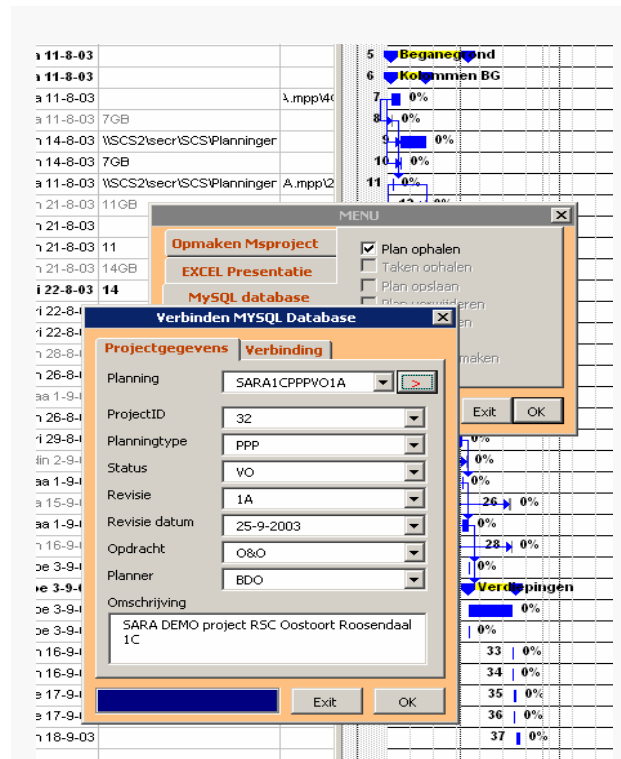 11-8-03 5 Beganegrond
11-8-03 6 Kolommen BG
11-8-03 7 0%
11-8-03 7GB 8 0%
14-8-03 \\SCS2\secr\SCS\Planninger 9 0%
14-8-03 7GB 10 0%
11-8-03 \\SCS2\secr\SCS\Planninger A.mpp\2 11 0%
21-8-03 11GB
21-8-03
21-8-03 11
21-8-03 14GB
22-8-03 14
MENU
Opmaken Msproject
EXCEL Presentatie
MySQL database
Plan ophalen
Taken ophalen
Plan opslaan
Plan verwijderen
Exit OK
Verbinden MYSQL Database
Projectgegevens Verbinding
Planning SARA1CPPPVO1A >
ProjectID 32
Planningtype PPP
Status VO
Revisie 1A
Revisie datum 25-9-2003
Opdracht O&O
Planner BDO
Omschrijving
SARA DEMO project RSC Oostoort Roosendaal
1C
Exit OK
0%
0%
0%
26 0%
0%
28 0%
0%
Verdiepingen
0%
0%
33 0%
34 0%
35 0%
36 0%
18-9-03 37 0%